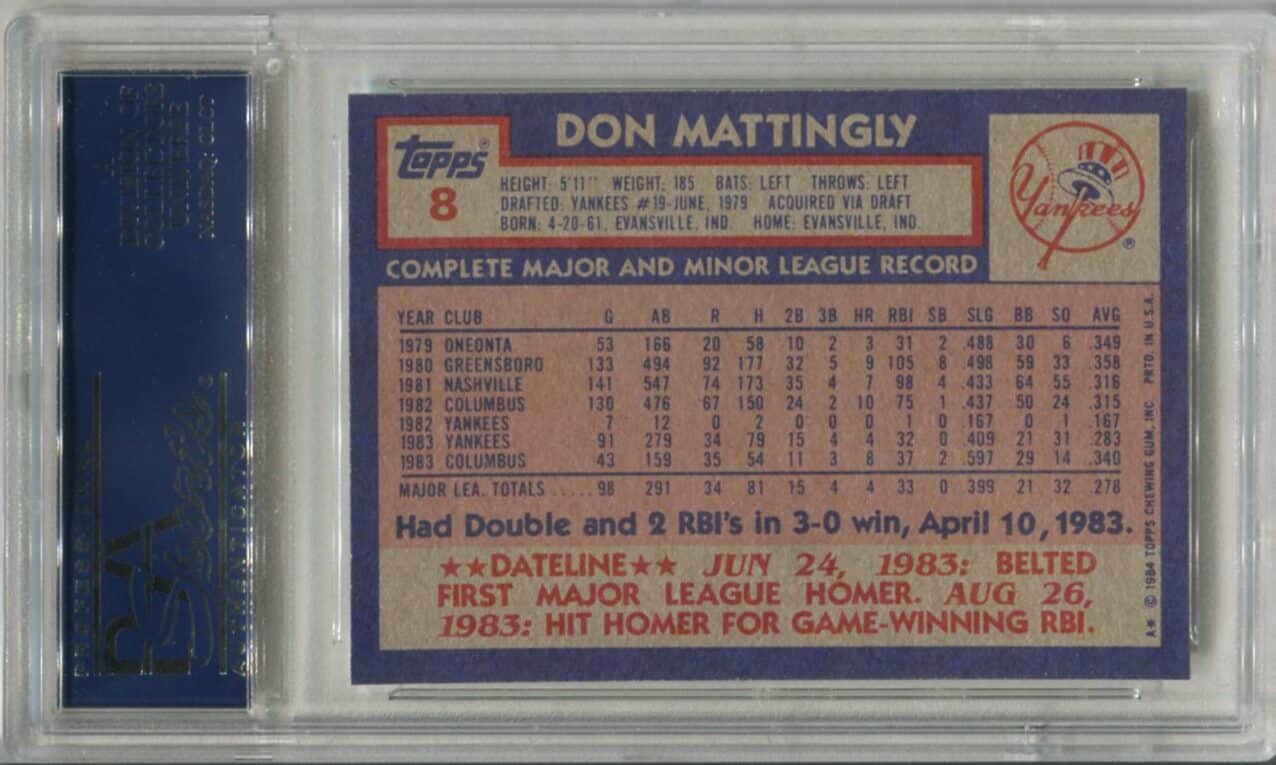 A
DIVISION OF
COLLECTORS
UNIVERSE
NASDAQ: CLCT
PSA
Topps
8
DON MATTINGLY
HEIGHT: 5'11" WEIGHT: 185 BATS: LEFT THROWS: LEFT
DRAFTED: YANKEES #19-JUNE, 1979 ACQUIRED VIA DRAFT
BORN: 4-20-61, EVANSVILLE, IND. HOME: EVANSVILLE, IND.
Yankees
®
COMPLETE MAJOR AND MINOR LEAGUE RECORD
YEAR CLUB G AB R H 2B 3B HR RBI SB SLG BB SO AVG
1979 ONEONTA 53 166 20 58 10 2 3 31 2 .488 30 6 .349
1980 GREENSBORO 133 494 92 177 32 5 9 105 8 .498 59 33 .358
1981 NASHVILLE 141 547 74 173 35 4 7 98 4 .433 64 55 .316
1982 COLUMBUS 130 476 67 150 24 2 10 75 1 .437 50 24 .315
1982 YANKEES 7 12 0 2 0 0 0 1 0 .167 0 1 .167
1983 YANKEES 91 279 34 79 15 4 4 32 0 .409 21 31 .283
1983 COLUMBUS 43 159 35 54 11 3 8 37 2 .597 29 14 .340
MAJOR LEA. TOTALS ..... 98 291 34 81 15 4 4 33 0 .399 21 32 .278
Had Double and 2 RBI's in 3-0 win, April 10, 1983.
★★DATELINE★★ JUN 24, 1983: BELTED
FIRST MAJOR LEAGUE HOMER. AUG 26,
1983: HIT HOMER FOR GAME-WINNING RBI.
A* © 1984 TOPPS CHEWING GUM, INC. PRTD. IN U.S.A.